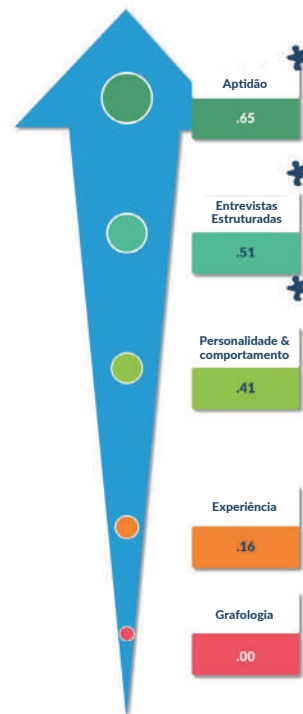 Aptidão
.65
Entrevistas
Estruturadas
.51
Personalidade &
comportamento
.41
Experiência
.16
Grafologia
.00